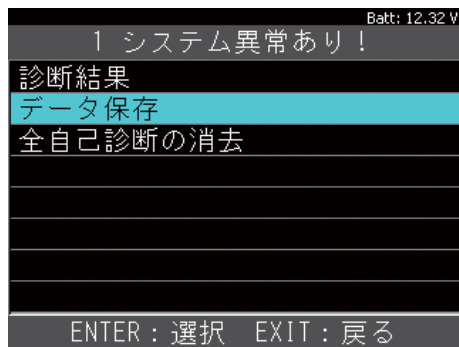 Batt: 12.32 V
1 システム異常あり！
診断結果
データ保存
全自己診断の消去
ENTER：選択 EXIT：戻る